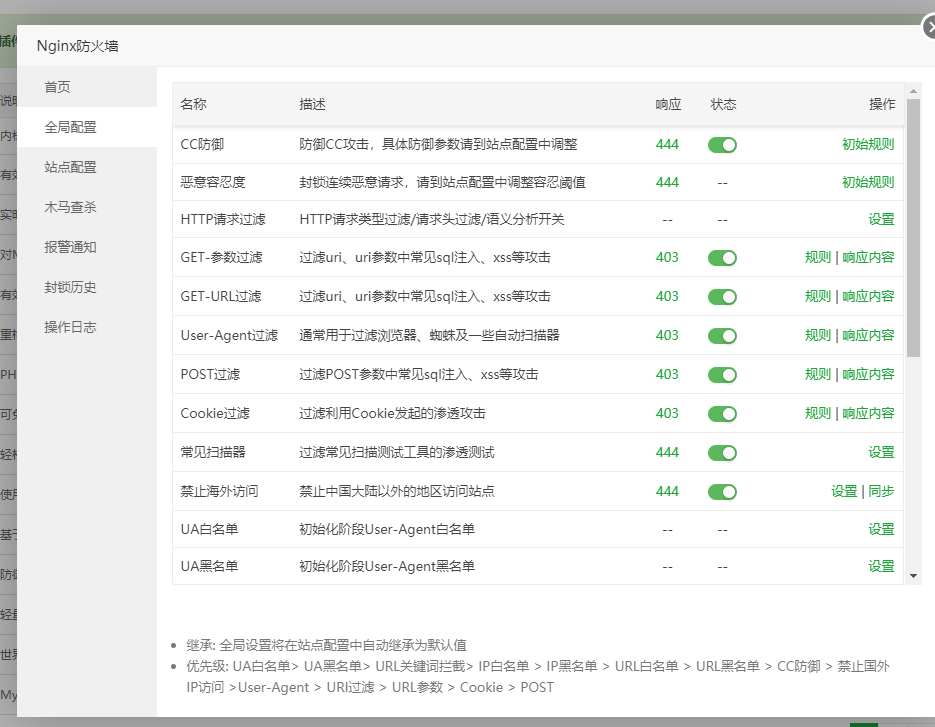 Nginx防火墙
首页
全局配置
站点配置
木马查杀
报警通知
封锁历史
操作日志
名称 描述 响应 状态 操作
CC防御 防御CC攻击，具体防御参数请到站点配置中调整 444 初始规则
恶意容忍度 封锁连续恶意请求，请到站点配置中调整容忍阈值 444 -- 初始规则
HTTP请求过滤 HTTP请求类型过滤/请求头过滤/语义分析开关 -- -- 设置
GET-参数过滤 过滤uri、uri参数中常见sql注入、xss等攻击 403 规则 | 响应内容
GET-URL过滤 过滤uri、uri参数中常见sql注入、xss等攻击 403 规则 | 响应内容
User-Agent过滤 通常用于过滤浏览器、蜘蛛及一些自动扫描器 403 规则 | 响应内容
POST过滤 过滤POST参数中常见sql注入、xss等攻击 403 规则 | 响应内容
Cookie过滤 过滤利用Cookie发起的渗透攻击 403 规则 | 响应内容
常见扫描器 过滤常见扫描测试工具的渗透测试 444 设置
禁止海外访问 禁止中国大陆以外的地区访问站点 444 设置 | 同步
UA白名单 初始化阶段User-Agent白名单 -- -- 设置
UA黑名单 初始化阶段User-Agent黑名单 -- -- 设置
继承: 全局设置将在站点配置中自动继承为默认值
优先级: UA白名单> UA黑名单> URL关键词拦截> IP白名单 > IP黑名单 > URL白名单 > URL黑名单 > CC防御 > 禁止国外
IP访问 >User-Agent > URI过滤 > URL参数 > Cookie > POST